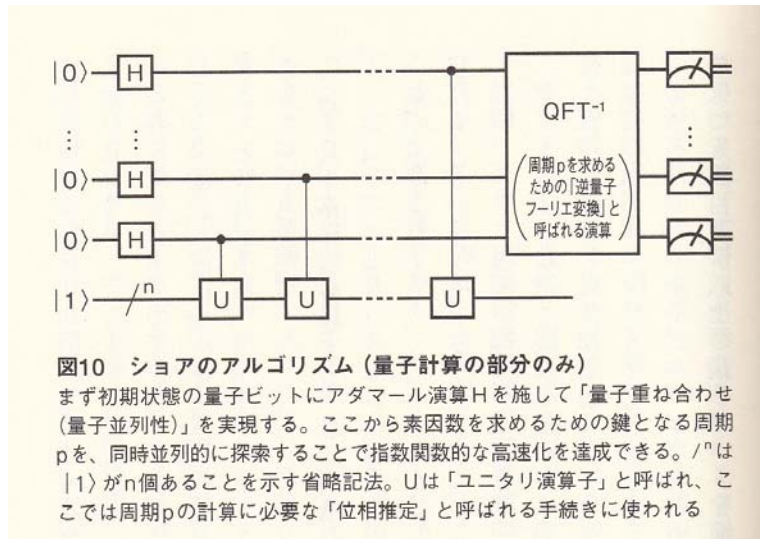 |0⟩ H
QFT⁻¹
⋮ ⋮ ⋮
|0⟩ H
周期pを求める
ための「逆量子
フーリエ変換」と
呼ばれる演算
|0⟩ H
|1⟩ /ⁿ U U U
図10 ショアのアルゴリズム（量子計算の部分のみ）
まず初期状態の量子ビットにアダマール演算Hを施して「量子重ね合わせ
（量子並列性）」を実現する。ここから素因数を求めるための鍵となる周期
pを、同時並列的に探索することで指数関数的な高速化を達成できる。/ⁿは
|1⟩がn個あることを示す省略記法。Uは「ユニタリ演算子」と呼ばれ、こ
こでは周期pの計算に必要な「位相推定」と呼ばれる手続きに使われる